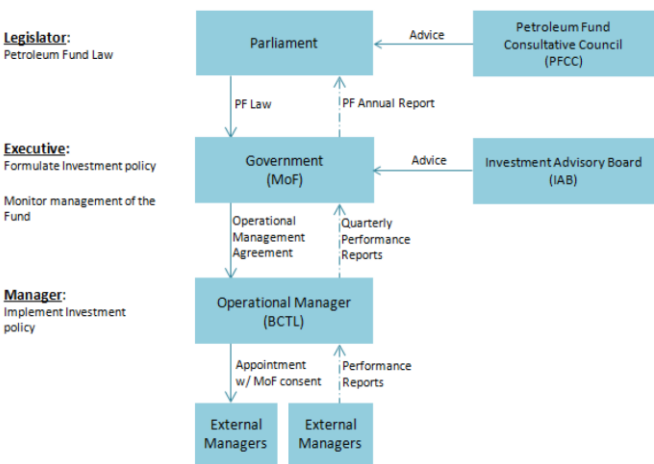 Legislator:
Petroleum Fund Law
Parliament
Advice
Petroleum Fund
Consultative Council
(PFCC)
PF Law
PF Annual Report
Executive:
Formulate Investment policy
Monitor management of the
Fund
Government
(MoF)
Advice
Investment Advisory Board
(IAB)
Operational
Management
Agreement
Quarterly
Performance
Reports
Manager:
Implement Investment
policy
Operational Manager
(BCTL)
Appointment
w/ MoF consent
Performance
Reports
External
Managers
External
Managers